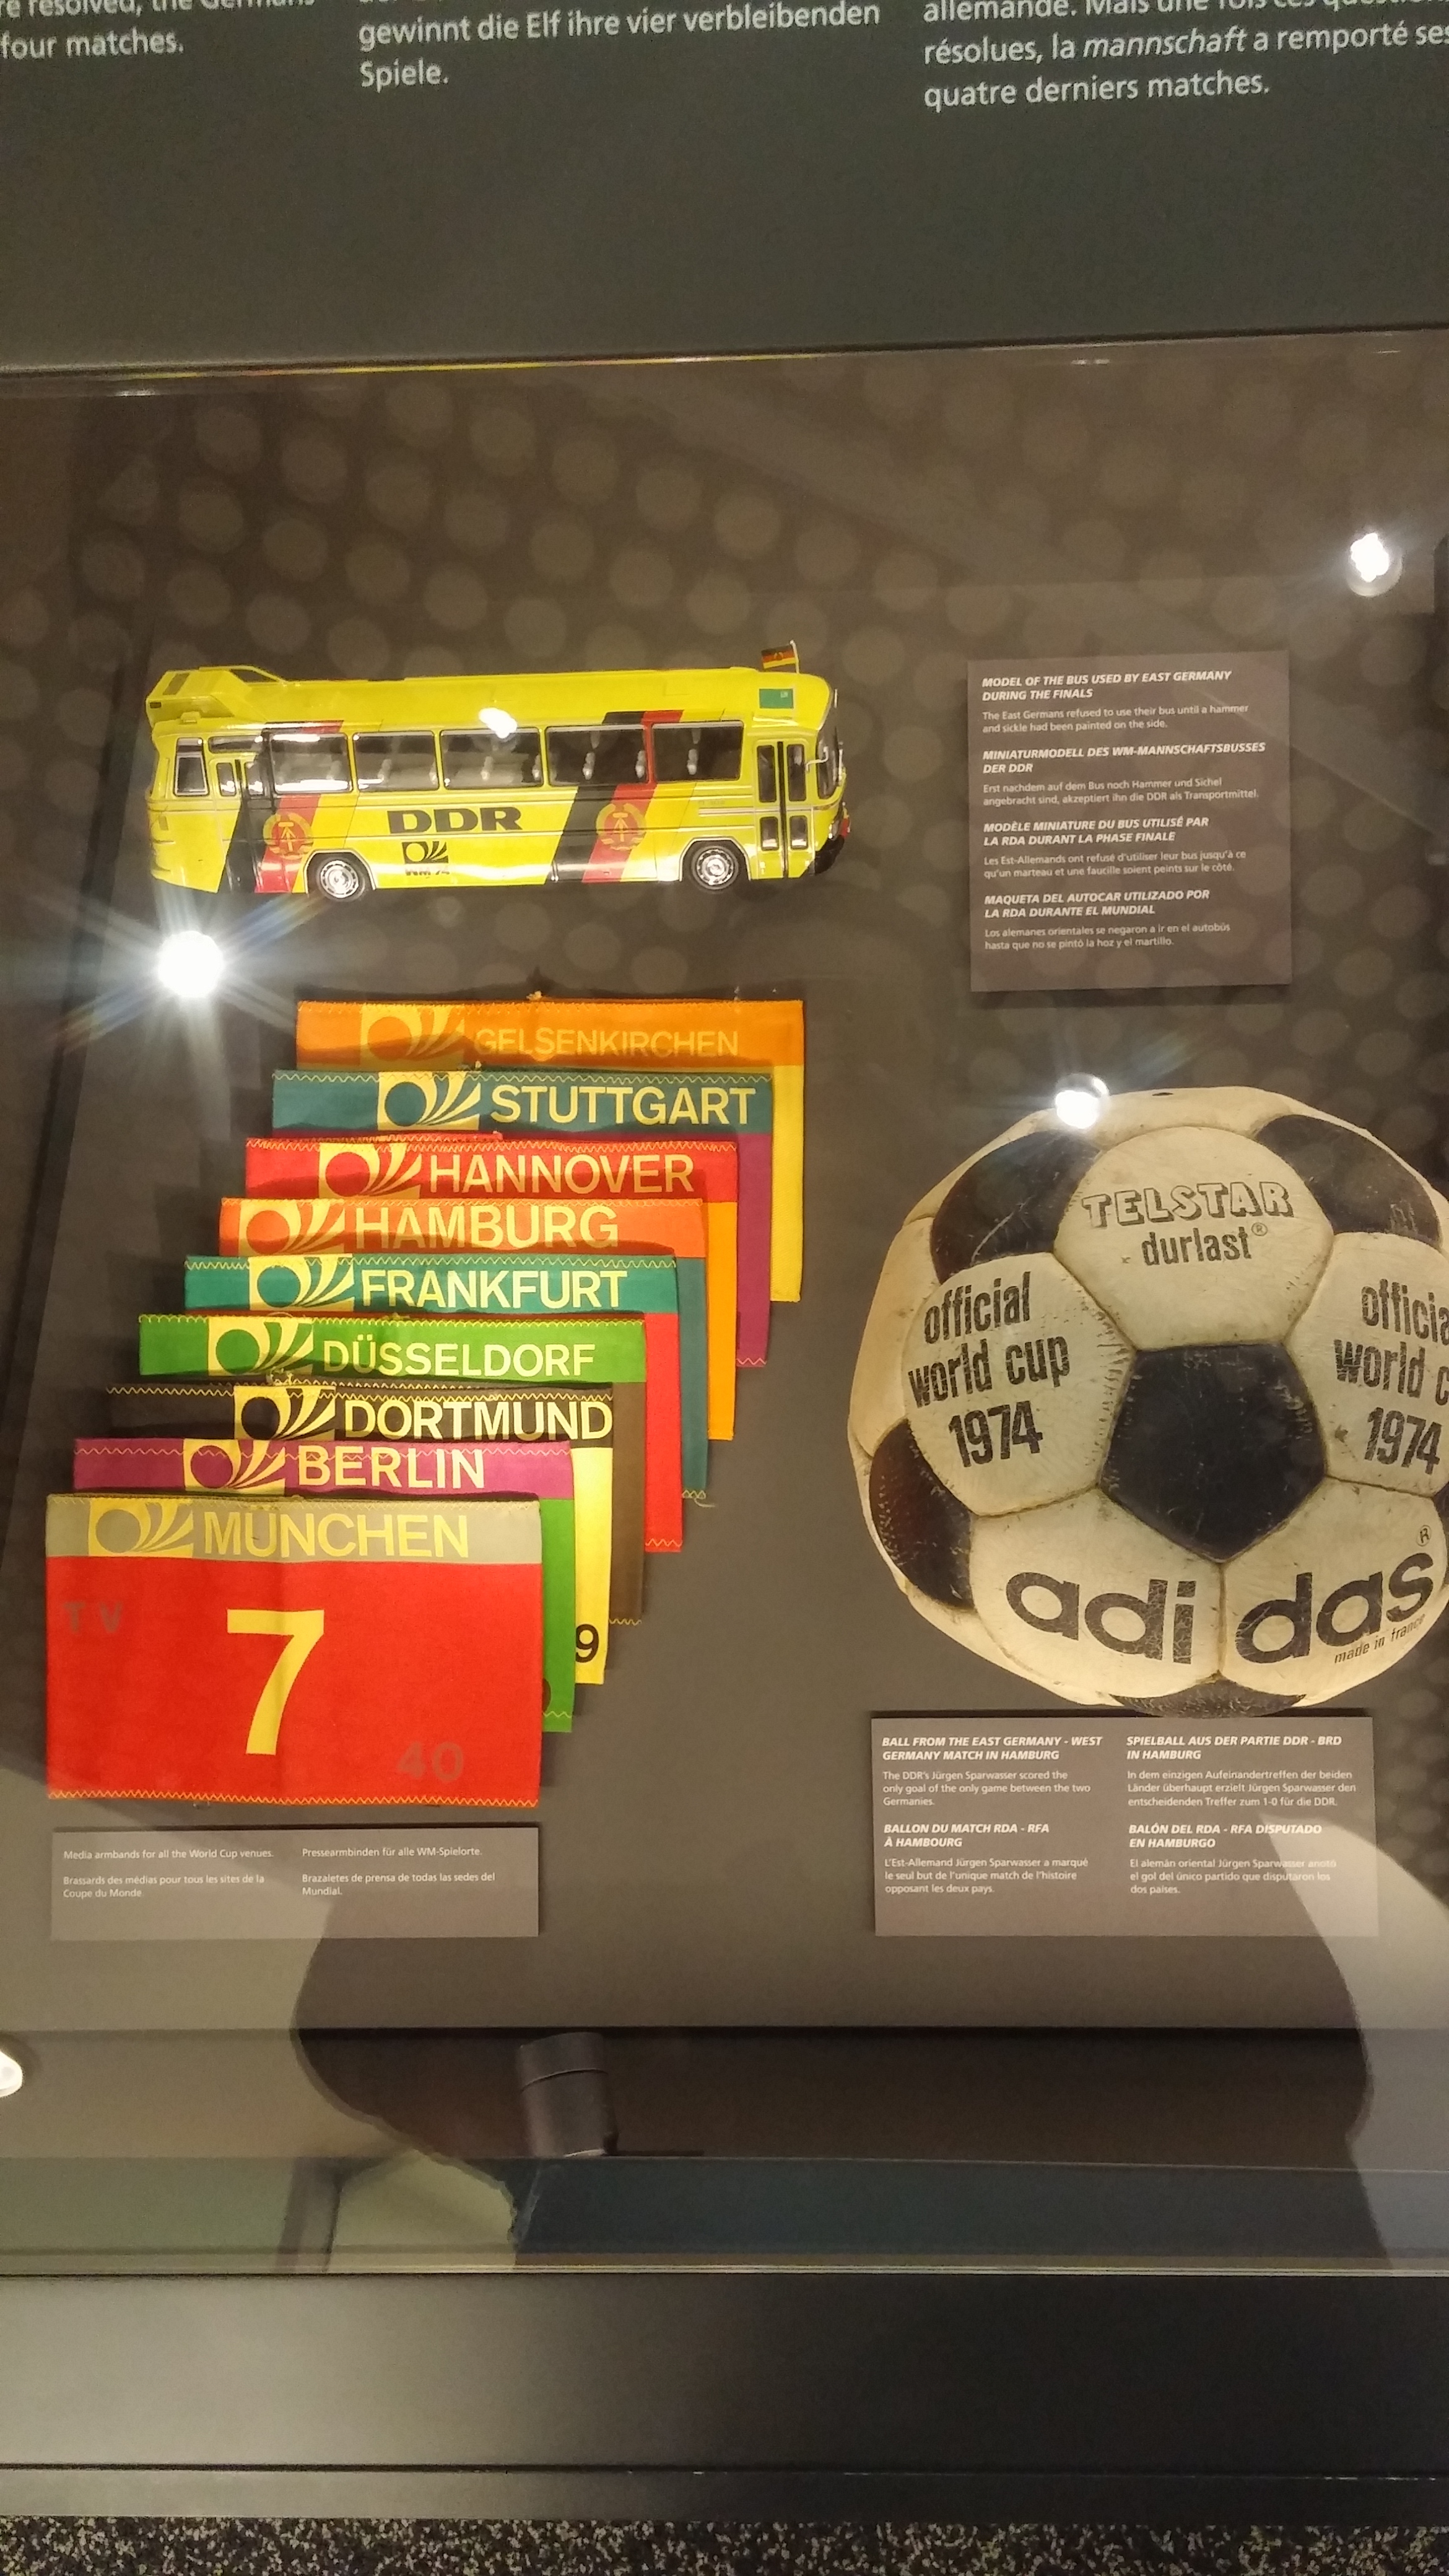 re resolved, the Germans
four matches.
gewinnt die Elf ihre vier verbleibenden
Spiele.
allemande. Mais une fois ces
résolues, la mannschaft a remporté ses
quatre derniers matches.
DDR
WM 74
MODEL OF THE BUS USED BY EAST GERMANY
DURING THE FINALS
The East Germans refused to use their bus until a hammer
and sickle had been painted on the side.
MINIATURMODELL DES WM-MANNSCHAFTSBUSSES
DER DDR
Erst nachdem auf dem Bus noch Hammer und Sichel
angebracht sind, akzeptiert ihn die DDR als Transportmittel.
MODÈLE MINIATURE DU BUS UTILISÉ PAR
LA RDA DURANT LA PHASE FINALE
Les Est-Allemands ont refusé d'utiliser leur bus jusqu'à ce
qu'un marteau et une faucille soient peints sur le côté.
MAQUETA DEL AUTOCAR UTILIZADO POR
LA RDA DURANTE EL MUNDIAL
Los alemanes orientales se negaron a ir en el autobús
hasta que no se pintó la hoz y el martillo.
GELSENKIRCHEN
STUTTGART
HANNOVER
HAMBURG
FRANKFURT
DÜSSELDORF
DORTMUND
BERLIN
MÜNCHEN
TV
7
40
9
TELSTAR
durlast®
official
world cup
1974
official
world c
1974
adidas®
made in france
Media armbands for all the World Cup venues.
Brassards des médias pour tous les sites de la
Coupe du Monde.
Pressearmbinden für alle WM-Spielorte.
Brazaletes de prensa de todas las sedes del
Mundial.
BALL FROM THE EAST GERMANY - WEST
GERMANY MATCH IN HAMBURG
The DDR's Jürgen Sparwasser scored the
only goal of the only game between the two
Germanies.
BALLON DU MATCH RDA - RFA
À HAMBOURG
L'Est-Allemand Jürgen Sparwasser a marqué
le seul but de l'unique match de l'histoire
opposant les deux pays.
SPIELBALL AUS DER PARTIE DDR - BRD
IN HAMBURG
In dem einzigen Aufeinandertreffen der beiden
Länder überhaupt erzielt Jürgen Sparwasser den
entscheidenden Treffer zum 1-0 für die DDR.
BALÓN DEL RDA - RFA DISPUTADO
EN HAMBURGO
El alemán oriental Jürgen Sparwasser anotó
el gol del único partido que disputaron los
dos países.